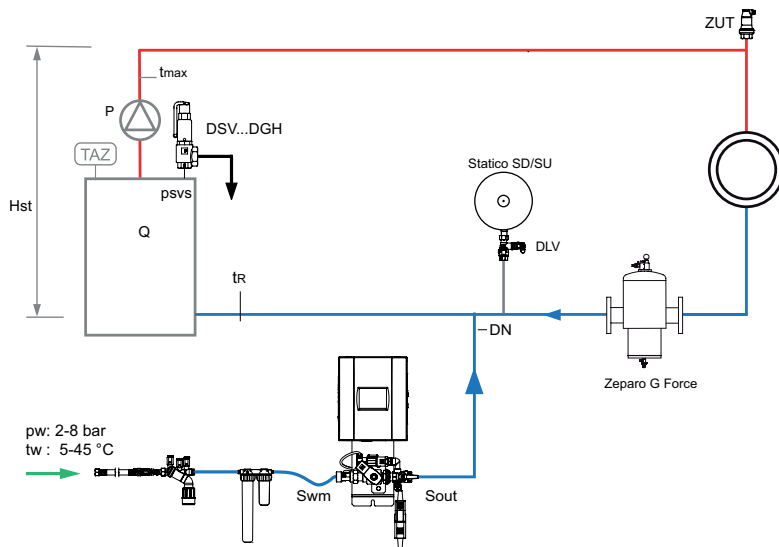 ZUT
tmax
P
DSV...DGH
TAZ
Statico SD/SU
psvs
Hst
Q
DLV
tR
DN
Zeparo G Force
pw: 2-8 bar
tw : 5-45 °C
Swm
Sout